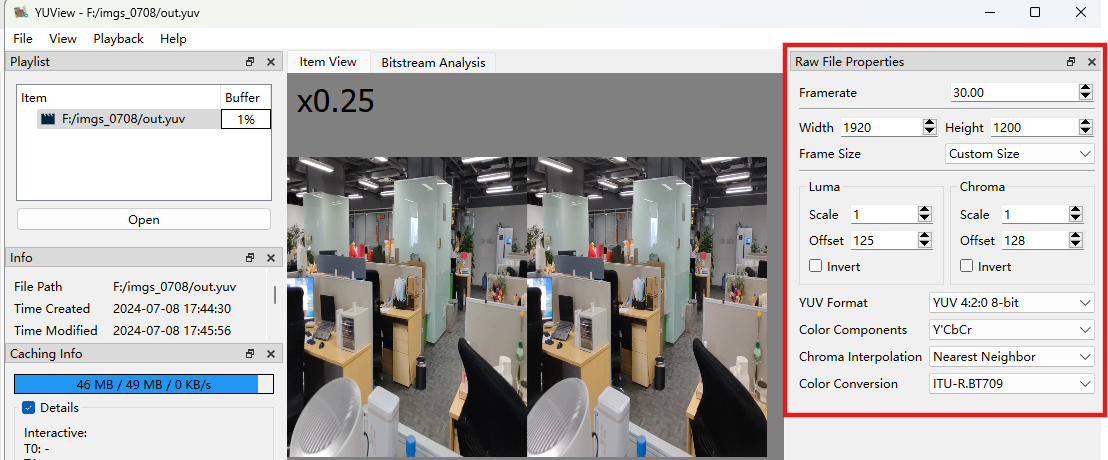 YUView - F:/imgs_0708/out.yuv
File View Playback Help
Playlist
Item Buffer
F:/imgs_0708/out.yuv 1%
Open
Info
File Path F:/imgs_0708/out.yuv
Time Created 2024-07-08 17:44:30
Time Modified 2024-07-08 17:45:56
Caching Info
46 MB / 49 MB / 0 KB/s
Details
Interactive:
T0: -
Item View Bitstream Analysis
x0.25
Raw File Properties
Framerate 30.00
Width 1920 Height 1200
Frame Size Custom Size
Luma
Scale 1
Offset 125
Invert
Chroma
Scale 1
Offset 128
Invert
YUV Format YUV 4:2:0 8-bit
Color Components Y'CbCr
Chroma Interpolation Nearest Neighbor
Color Conversion ITU-R.BT709